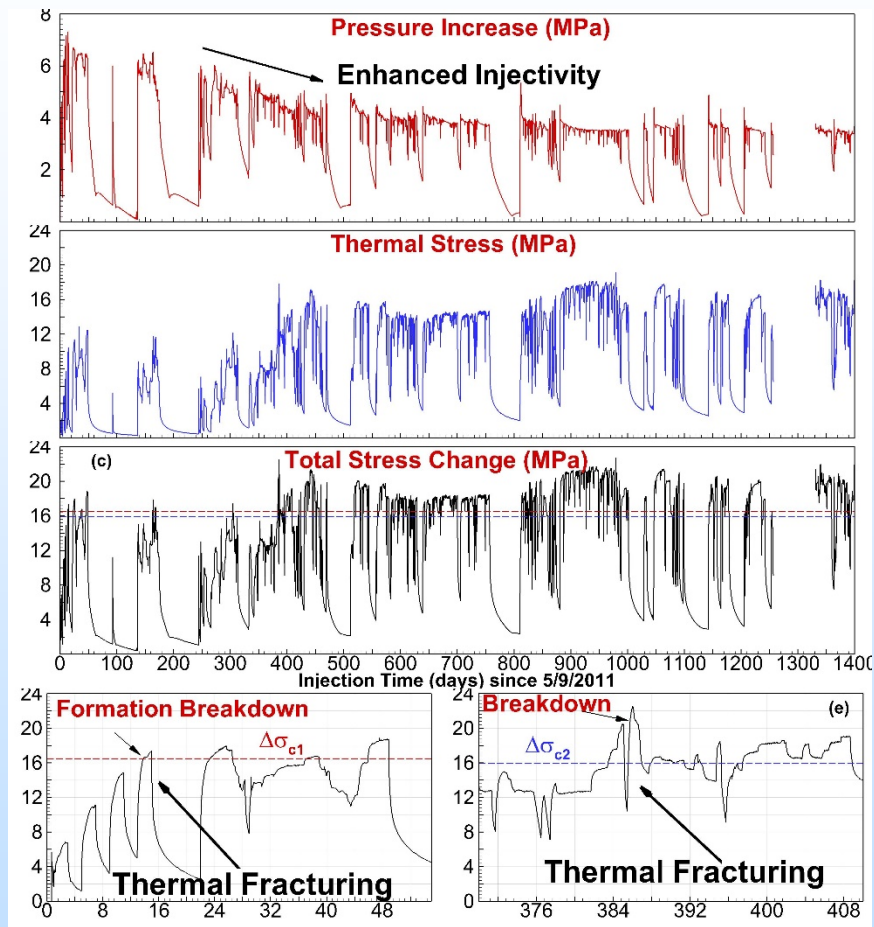 8
Pressure Increase (MPa)
6
Enhanced Injectivity
4
2
24
Thermal Stress (MPa)
20
16
12
8
4
24
(c)
Total Stress Change (MPa)
20
16
12
8
4
0 100 200 300 400 500 600 700 800 900 1000 1100 1200 1300 1400
Injection Time (days) since 5/9/2011
24
Formation Breakdown
20
Δσc1
16
12
8
4
Thermal Fracturing
0
0 8 16 24 32 40 48
24
Breakdown
(e)
20
Δσc2
16
12
8
4
Thermal Fracturing
0
376 384 392 400 408